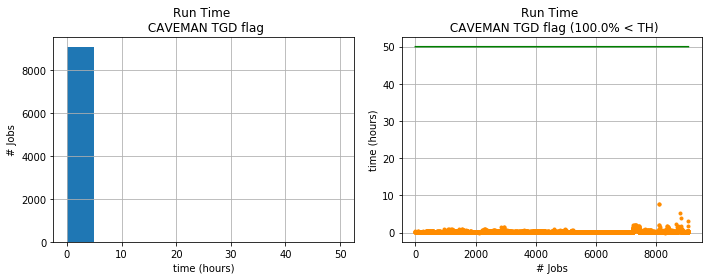 Run Time
CAVEMAN TGD flag
# Jobs
8000
6000
4000
2000
0
0 10 20 30 40 50
time (hours)
Run Time
CAVEMAN TGD flag (100.0% < TH)
time (hours)
50
40
30
20
10
0
0 2000 4000 6000 8000
# Jobs